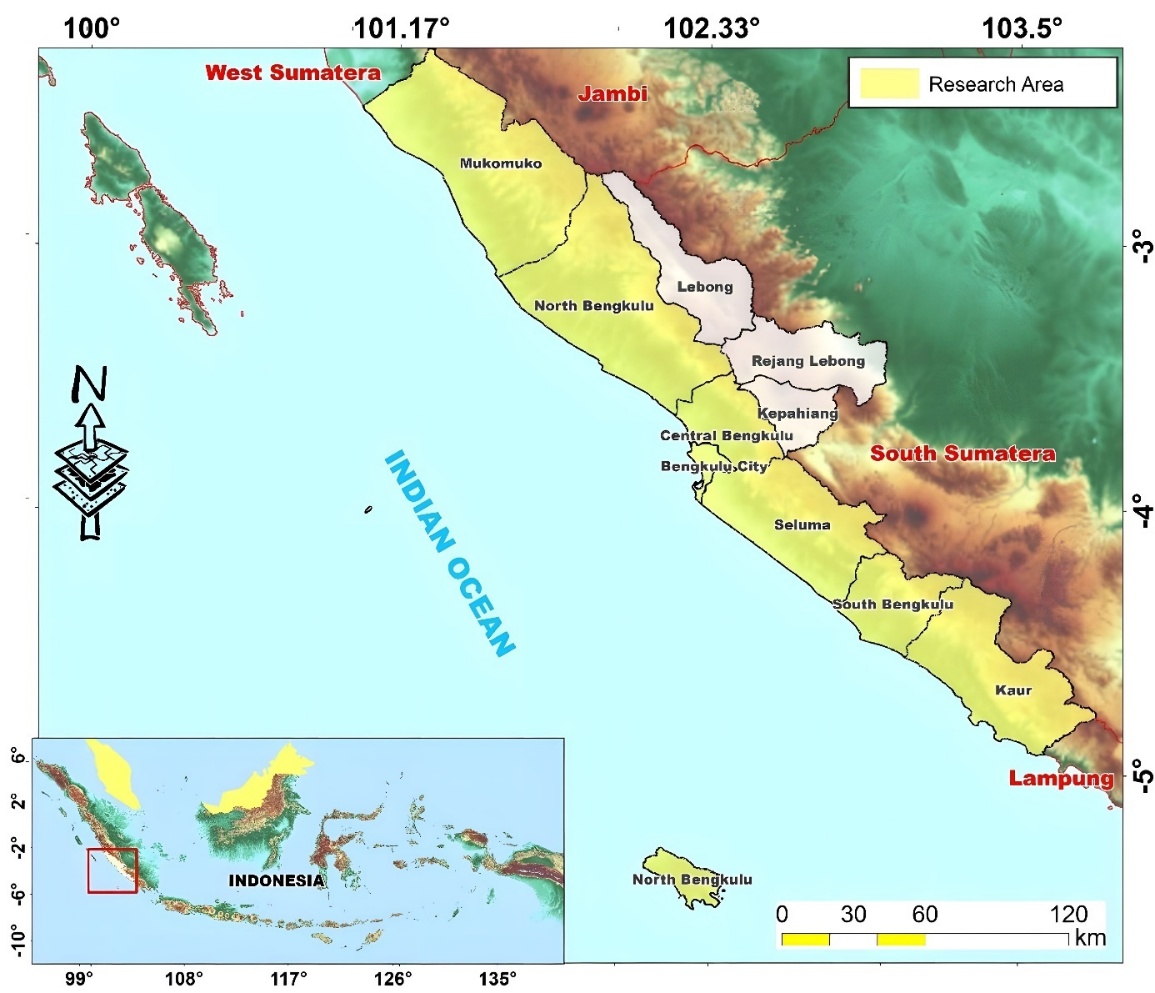 100° 101.17° 102.33° 103.5°
West Sumatera
Jambi
Research Area
Mukomuko
-3°
Lebong
North Bengkulu
Rejang Lebong
N
Kepahiang
Central Bengkulu
South Sumatera
Bengkulu City
INDIAN OCEAN
-4°
Seluma
South Bengkulu
Kaur
Lampung
-5°
6°
2°
-2°
-6°
-10°
INDONESIA
North Bengkulu
0 30 60 120
km
99° 108° 117° 126° 135°